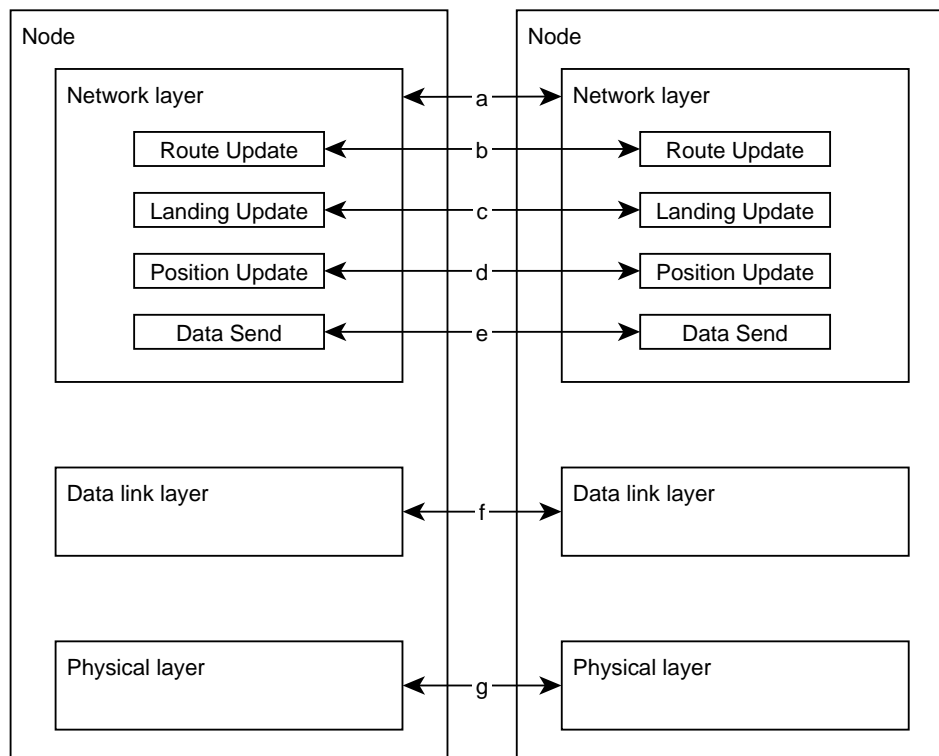 Node Node
Network layer a Network layer
Route Update b Route Update
Landing Update c Landing Update
Position Update d Position Update
Data Send e Data Send
Data link layer Data link layer
f
Physical layer Physical layer
g